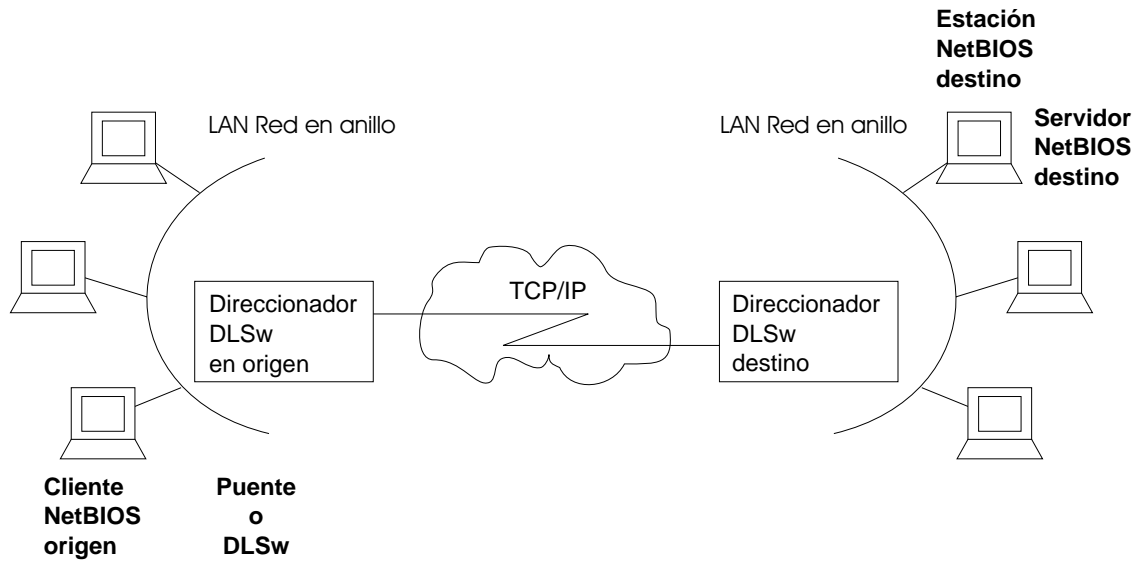 Estación
NetBIOS
destino
LAN Red en anillo
LAN Red en anillo
Servidor
NetBIOS
destino
Direccionador
DLSw
en origen
TCP/IP
Direccionador
DLSw
destino
Cliente
NetBIOS
origen
Puente
o
DLSw